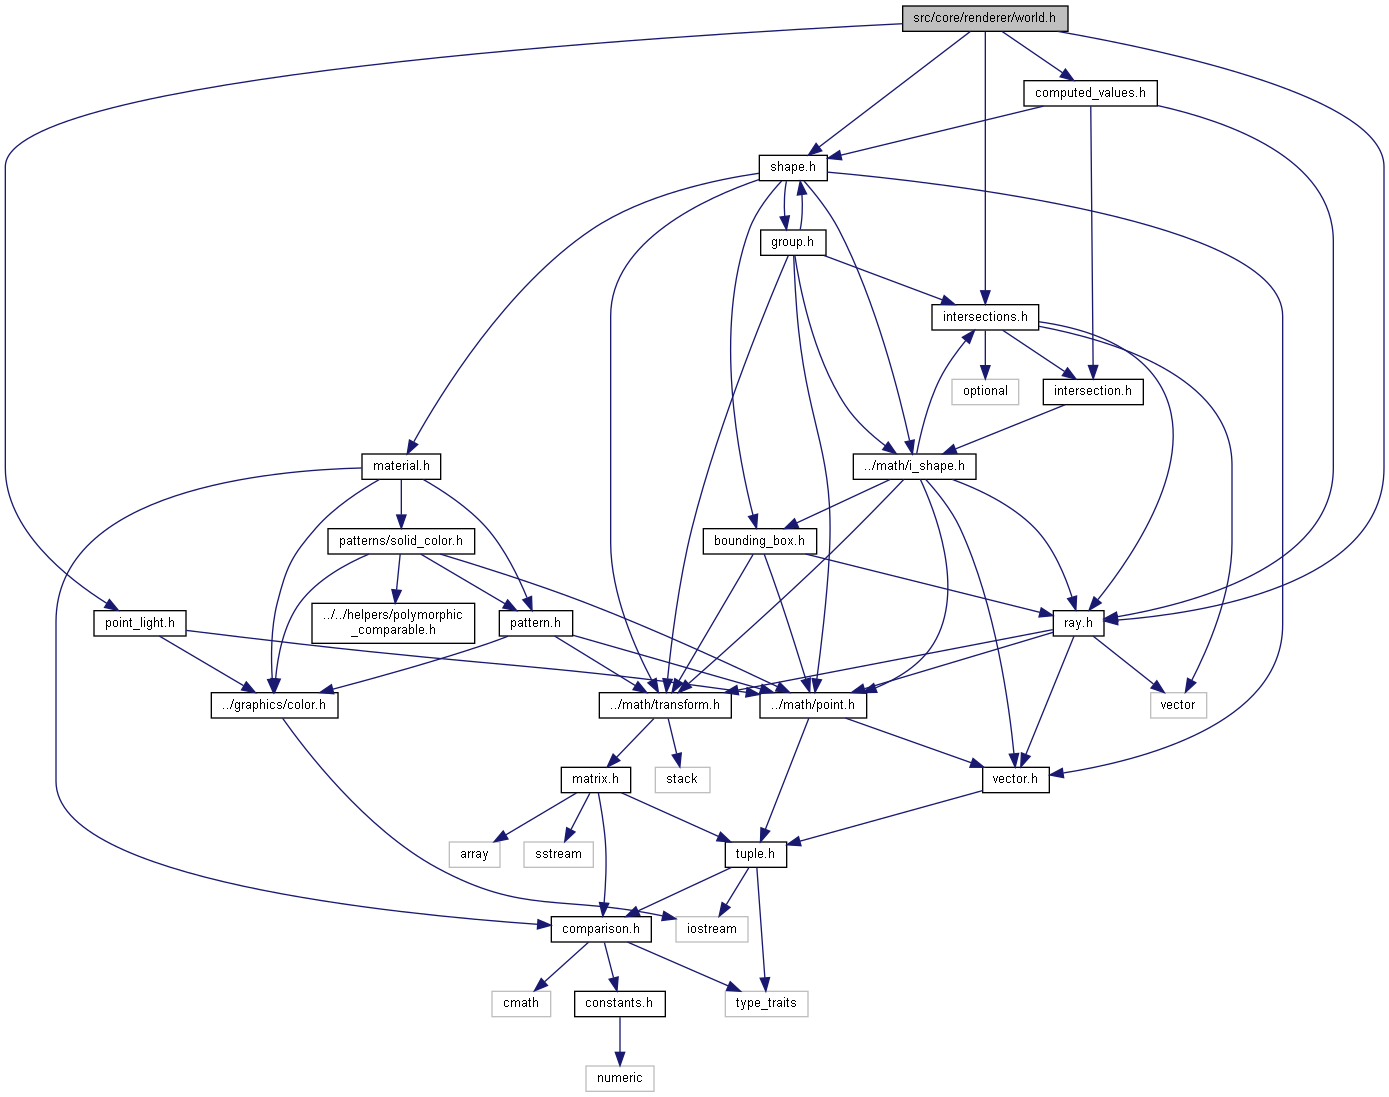 src/core/renderer/world.h
computed_values.h
shape.h
group.h
intersections.h
optional
intersection.h
material.h
../math/i_shape.h
patterns/solid_color.h
bounding_box.h
../../helpers/polymorphic
_comparable.h
point_light.h
pattern.h
ray.h
../graphics/color.h
../math/transform.h
../math/point.h
vector
matrix.h
stack
vector.h
array
sstream
tuple.h
comparison.h
iostream
cmath
constants.h
type_traits
numeric